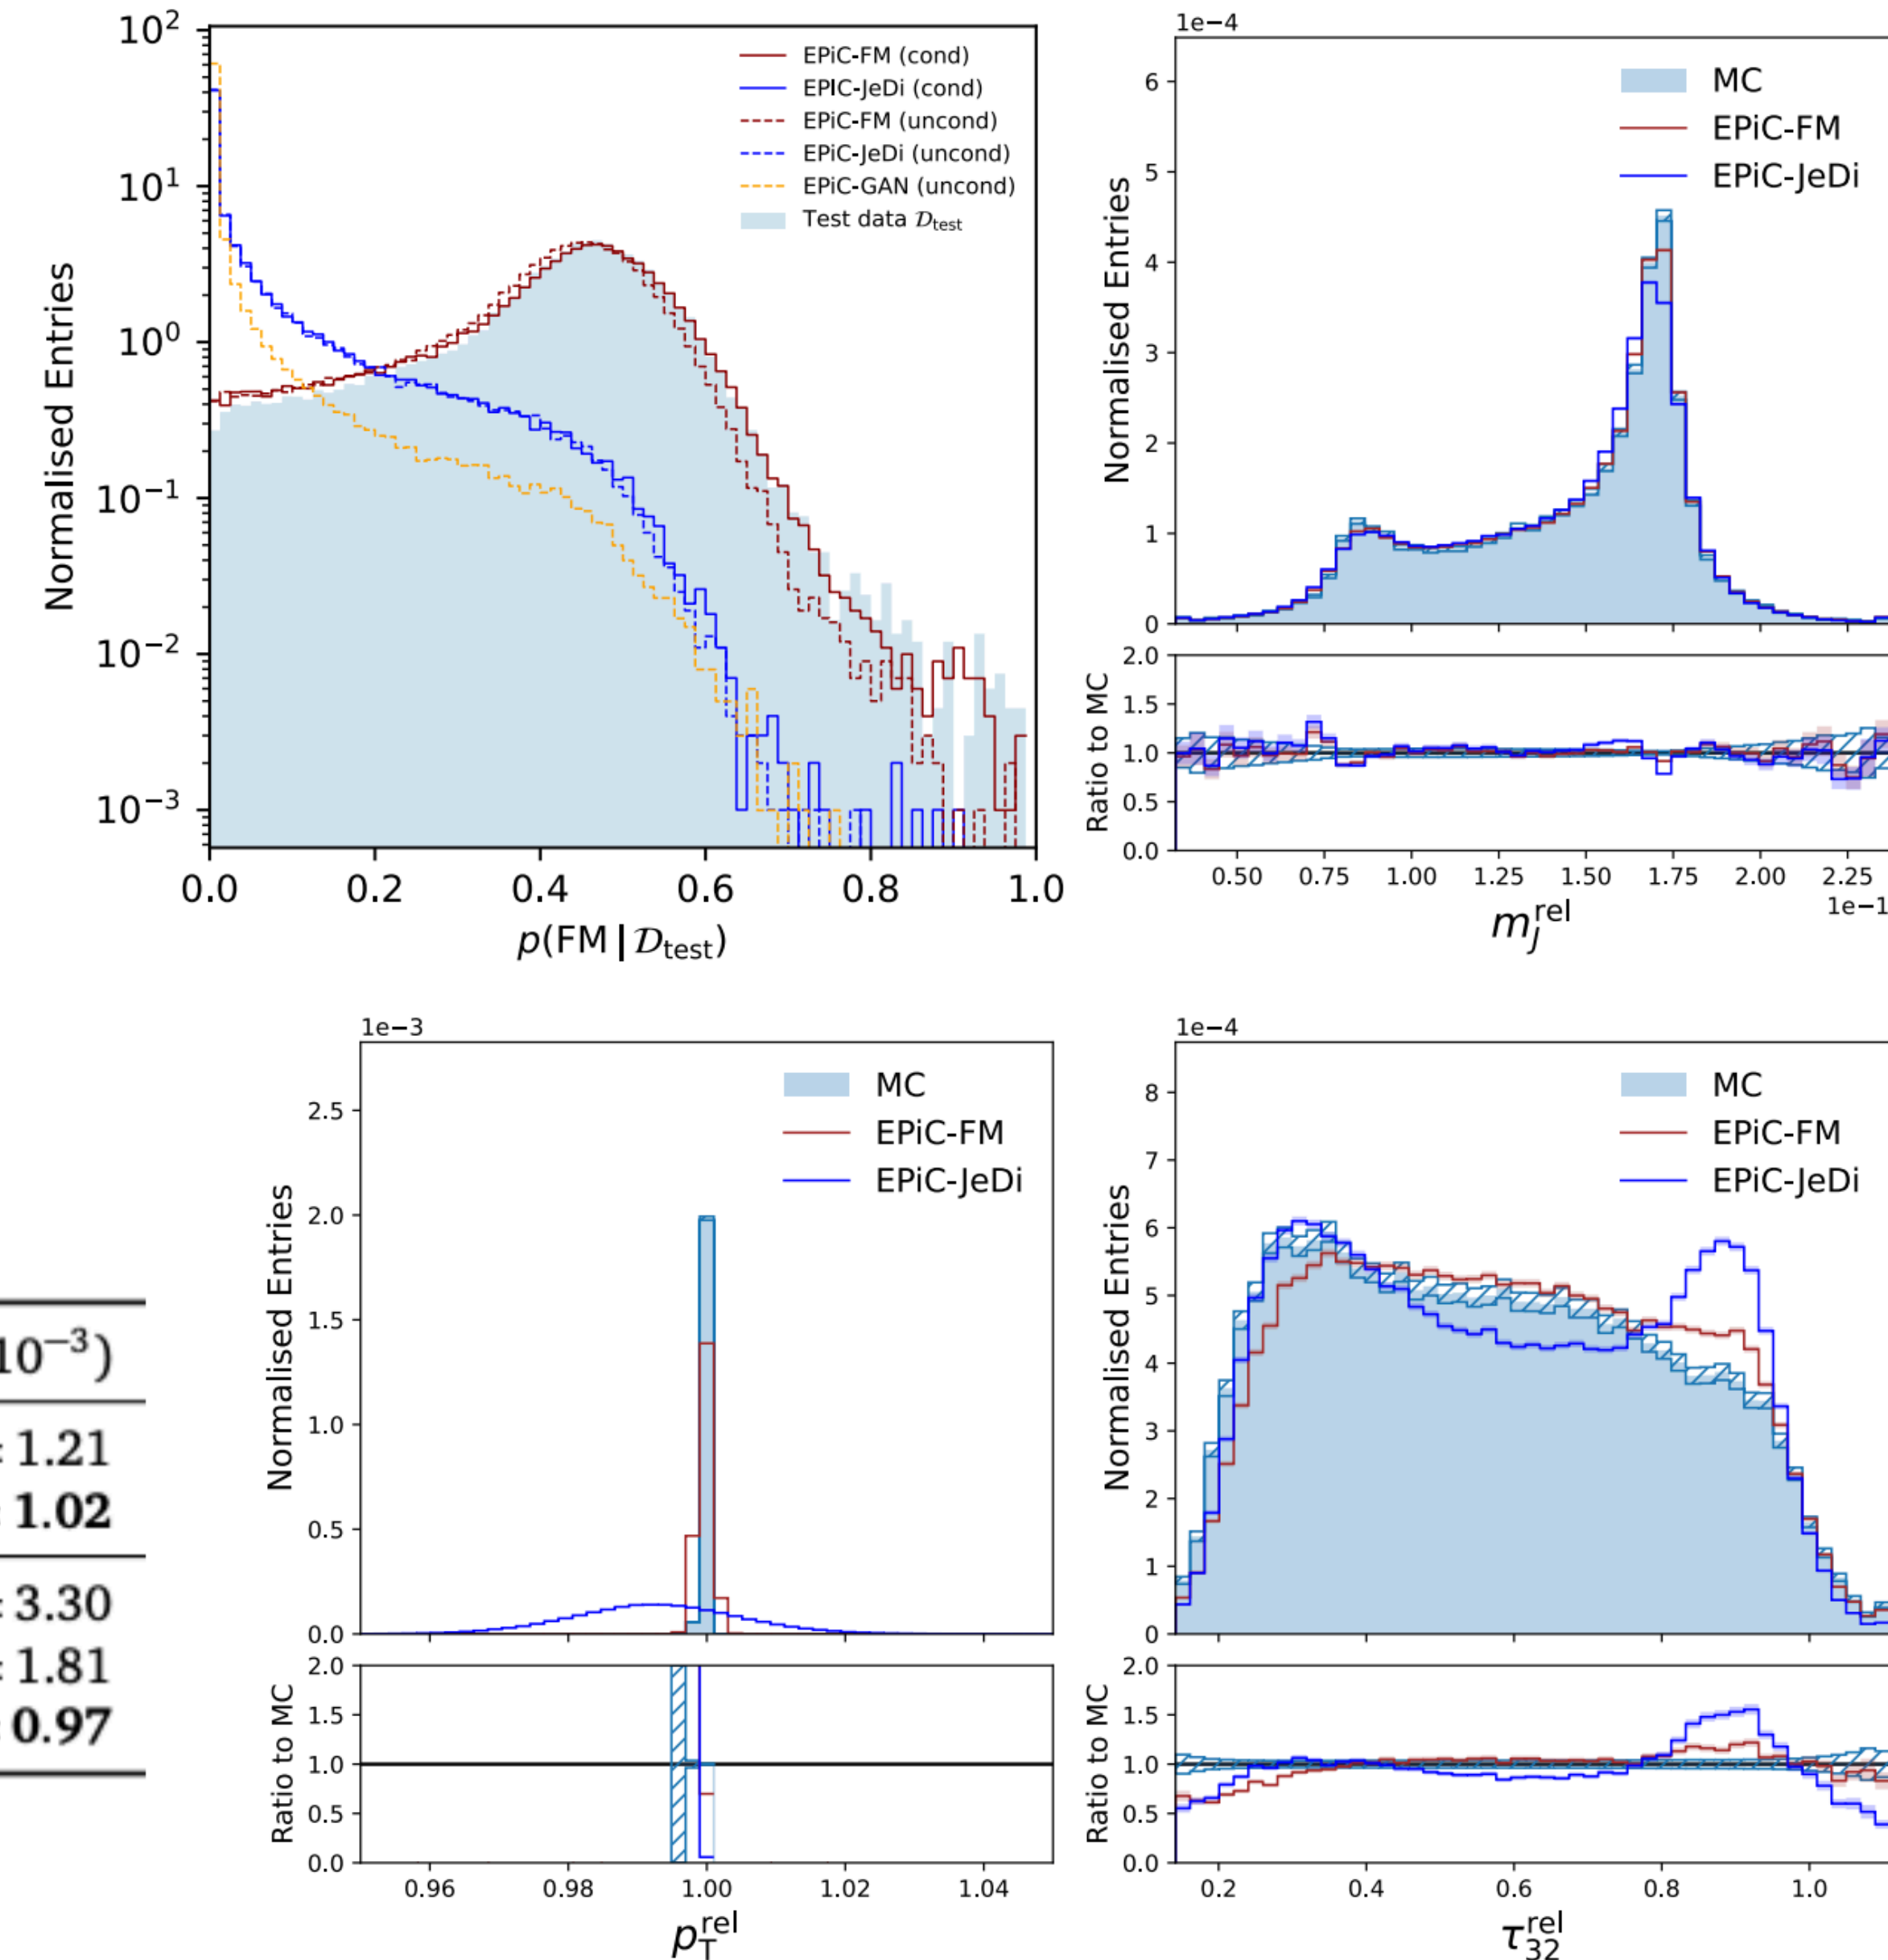 10²
10¹
10⁰
10⁻¹
10⁻²
10⁻³
Normalised Entries
EPiC-FM (cond)
EPIC-JeDi (cond)
EPiC-FM (uncond)
EPiC-JeDi (uncond)
EPiC-GAN (uncond)
Test data 𝒟test
0.0 0.2 0.4 0.6 0.8 1.0
p(FM | 𝒟test)
1e−4
6
5
4
3
2
1
0
Normalised Entries
MC
EPiC-FM
EPiC-JeDi
2.0
1.5
1.0
0.5
0.0
Ratio to MC
0.50 0.75 1.00 1.25 1.50 1.75 2.00 2.25
1e−1
m_J^rel
10⁻³)
1.21
1.02
3.30
1.81
0.97
1e−3
2.5
2.0
1.5
1.0
0.5
0.0
Normalised Entries
MC
EPiC-FM
EPiC-JeDi
2.0
1.5
1.0
0.5
0.0
Ratio to MC
0.96 0.98 1.00 1.02 1.04
p_T^rel
1e−4
8
7
6
5
4
3
2
1
0
Normalised Entries
MC
EPiC-FM
EPiC-JeDi
2.0
1.5
1.0
0.5
0.0
Ratio to MC
0.2 0.4 0.6 0.8 1.0
τ_32^rel